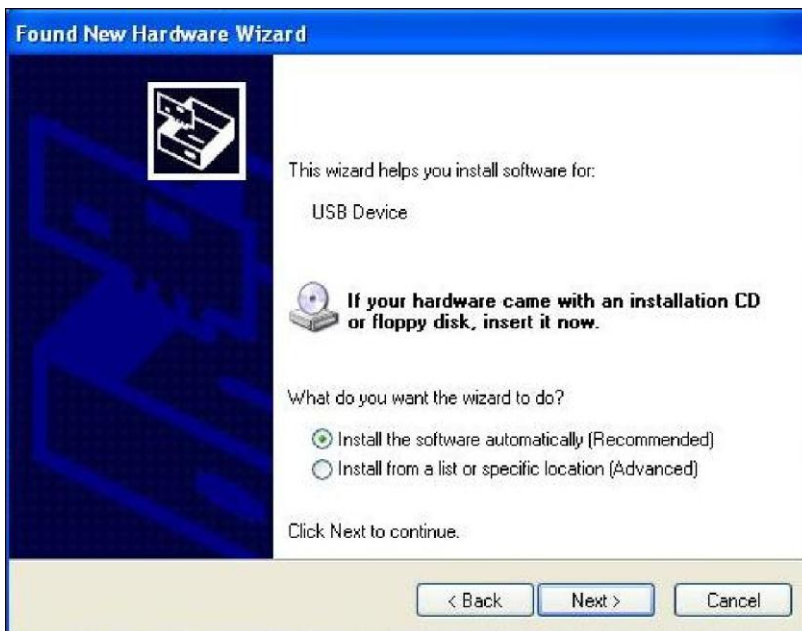 Found New Hardware Wizard
This wizard helps you install software for:
USB Device
If your hardware came with an installation CD
or floppy disk, insert it now.
What do you want the wizard to do?
Install the software automatically (Recommended)
Install from a list or specific location (Advanced)
Click Next to continue.
< Back Next > Cancel